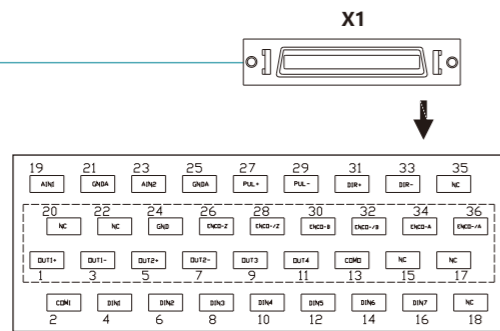 X1
19 21 23 25 27 29 31 33 35
AIN1 GNDA AIN2 GNDA PUL+ PUL- DIR+ DIR- NC
20 22 24 26 28 30 32 34 36
NC NC GND ENCO-Z ENCO-/Z ENCO-B ENCO-/B ENCO-A ENCO-/A
OUT1+ OUT1- OUT2+ OUT2- OUT3 OUT4 COMO NC NC
1 3 5 7 9 11 13 15 17
COMI DIN1 DIN2 DIN3 DIN4 DIN5 DIN6 DIN7 NC
2 4 6 8 10 12 14 16 18